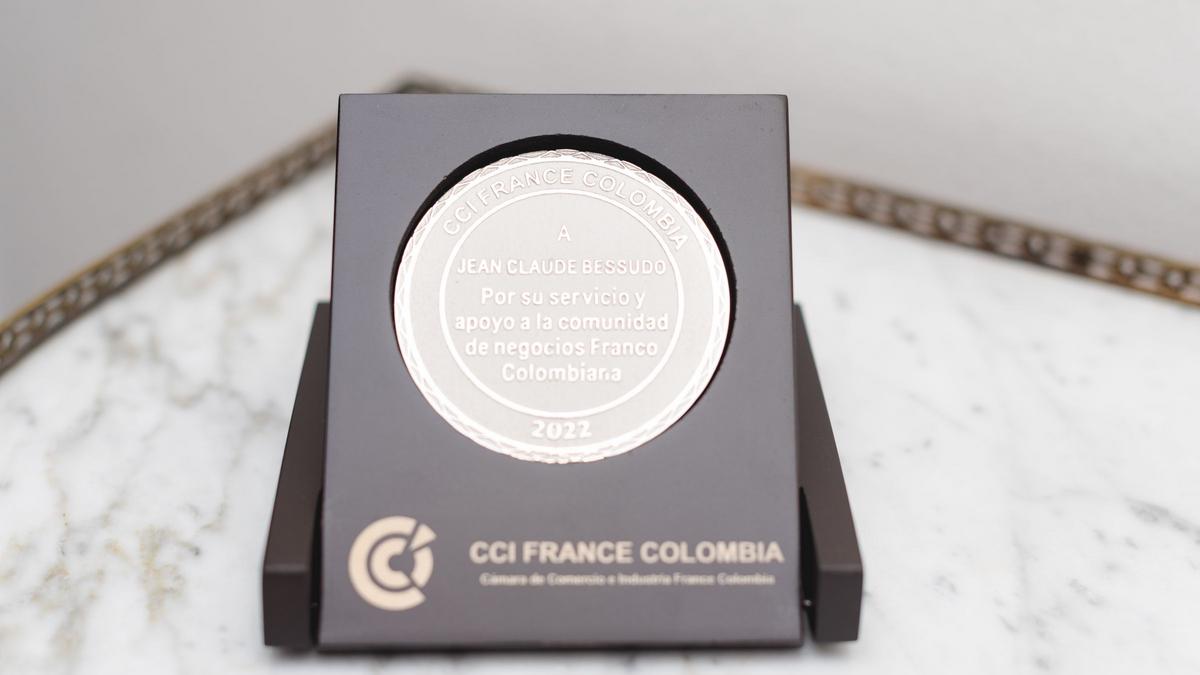 CCI FRANCE COLOMBIA
A
JEAN CLAUDE BESSUDO
Por su servicio y
apoyo a la comunidad
de negocios Franco
Colombiana
2022
CCI FRANCE COLOMBIA
Cámara de Comercio e Industria France Colombia